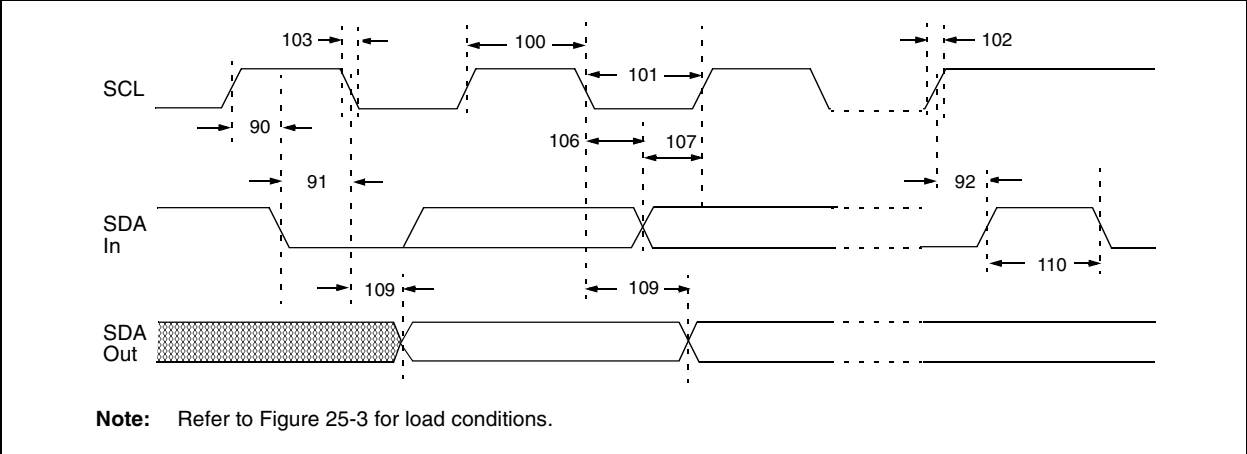 103
100
102
SCL
101
90
106
107
91
92
SDA
In
110
109
109
SDA
Out
Note: Refer to Figure 25-3 for load conditions.